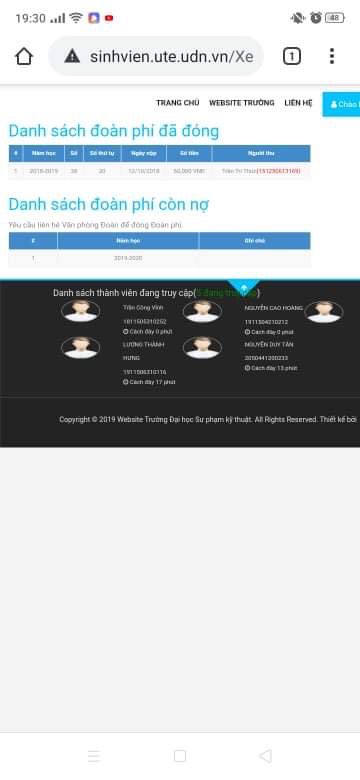 19:30
48
sinhvien.ute.udn.vn/Xe
1
TRANG CHỦ WEBSITE TRƯỜNG LIÊN HỆ Chào
Danh sách đoàn phí đã đóng
# Năm học Số Số thứ tự Ngày nộp Số tiền Người thu
1 2018-2019 38 20 12/10/2018 60,000 VNĐ Trần Trí Thức(151250613169)
Danh sách đoàn phí còn nợ
Yêu cầu liên hệ Văn phòng Đoàn để đóng Đoàn phí.
# Năm học Ghi chú
1 2019-2020
Danh sách thành viên đang truy cập(5 đang truy cập)
Trần Công Vinh
1811505310252
Cách đây 0 phút
NGUYỄN CAO HOÀNG
1911504210212
Cách đây 0 phút
LƯƠNG THÀNH
HƯNG
1911506310116
Cách đây 17 phút
NGUYỄN DUY TÂN
2050441200233
Cách đây 13 phút
Copyright © 2019 Website Trường Đại học Sư phạm kỹ thuật. All Rights Reserved. Thiết kế bởi